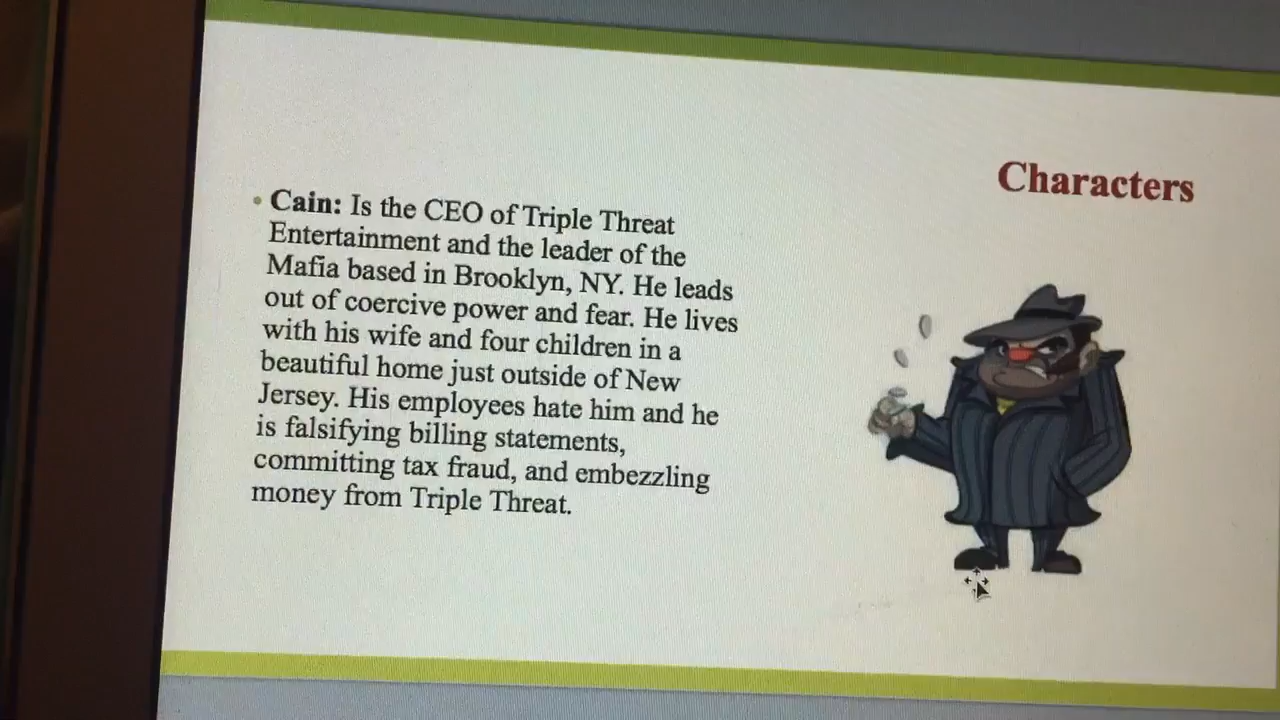 Characters
• Cain: Is the CEO of Triple Threat
Entertainment and the leader of the
Mafia based in Brooklyn, NY. He leads
out of coercive power and fear. He lives
with his wife and four children in a
beautiful home just outside of New
Jersey. His employees hate him and he
is falsifying billing statements,
committing tax fraud, and embezzling
money from Triple Threat.